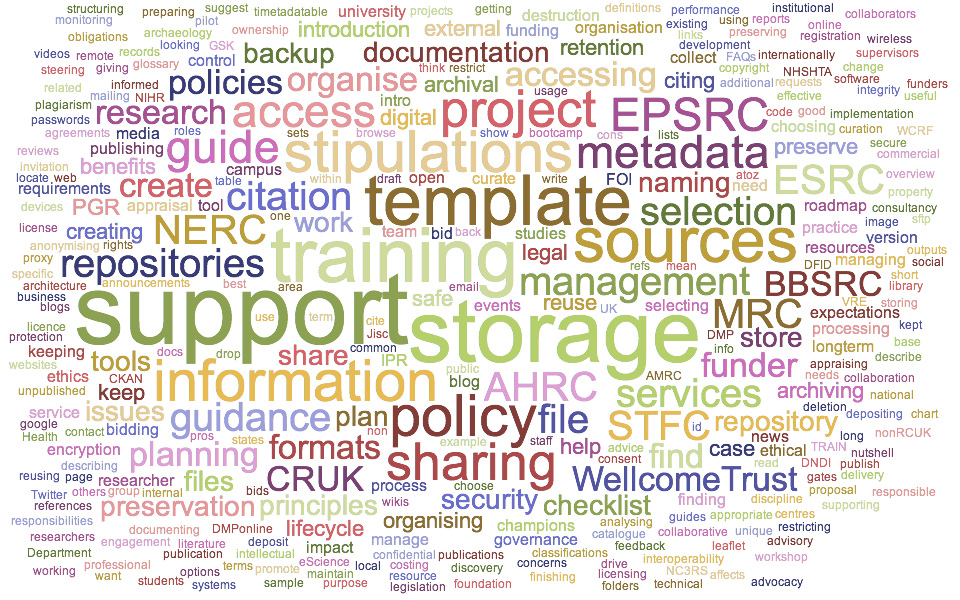 structuring preparing suggest timetadatable university projects getting destruction definitions performance institutional
monitoring pilot ownership introduction external funding organisation links existing using reports collaborators
obligations archaeology looking GSK backup documentation retention development preserving registration online wireless
videos remote records control think restrict accessing collect FAQs internationally supervisors
steering giving glossary policies organise archival usage citing copyright NHSHTA change
related informed additional requests software funders
plagiarism mailing NIHR research access intro digital project EPSRC effective integrity useful
passwords code good implementation
agreements media roles guide sets browse show bootcamp cons lists choosing curation WCRF
reviews publishing stipulations metadata preserve secure commercial
invitation benefits campus within draft open curate write FOI naming atoz need ESRC overview
locate web requirements create table citation template selection property
devices PGR appraisal tool one work team bid back studies roadmap consultancy
license creating NERC training legal sources practice image sftp
anonymising rights version
proxy repositories refs mean management DFID resources managing outputs social
specific announcements best area email BBSRC short library
architecture support safe events reuse UK selecting MRC VRE storing
business blogs use term cite storage expectations
licence protection Jisc DMP store processing kept base
keeping docs drop share common info longterm describe
websites tools IPR public funder appraising
ethics CKAN information blog AHRC AMRC services needs collaboration
unpublished keep archiving national
service issues guidance plan policy file STFC id repository deletion depositing chart
google bidding non news long nonRCUK
Health contact pros states formats example staff help advice find case ethical TRAIN nutshell
encryption planning sharing consent read DNDI publish
describing researcher files CRUK process choose WellcomeTrust gates delivery
reusing page bids security finding discipline proposal responsible
Twitter others group internal wikis checklist supporting
references preservation principles guides appropriate centres
responsibilities documenting DMPonline lifecycle organising champions analysing restricting
researchers engagement literature deposit manage governance catalogue collaborative unique advisory
Department publication intellectual impact confidential publications classifications feedback leaflet workshop
professional terms promote eScience local costing discovery concerns drive interoperability
working want options maintain resource finishing licensing NC3RS affects
students systems sample purpose legislation foundation folders technical advocacy